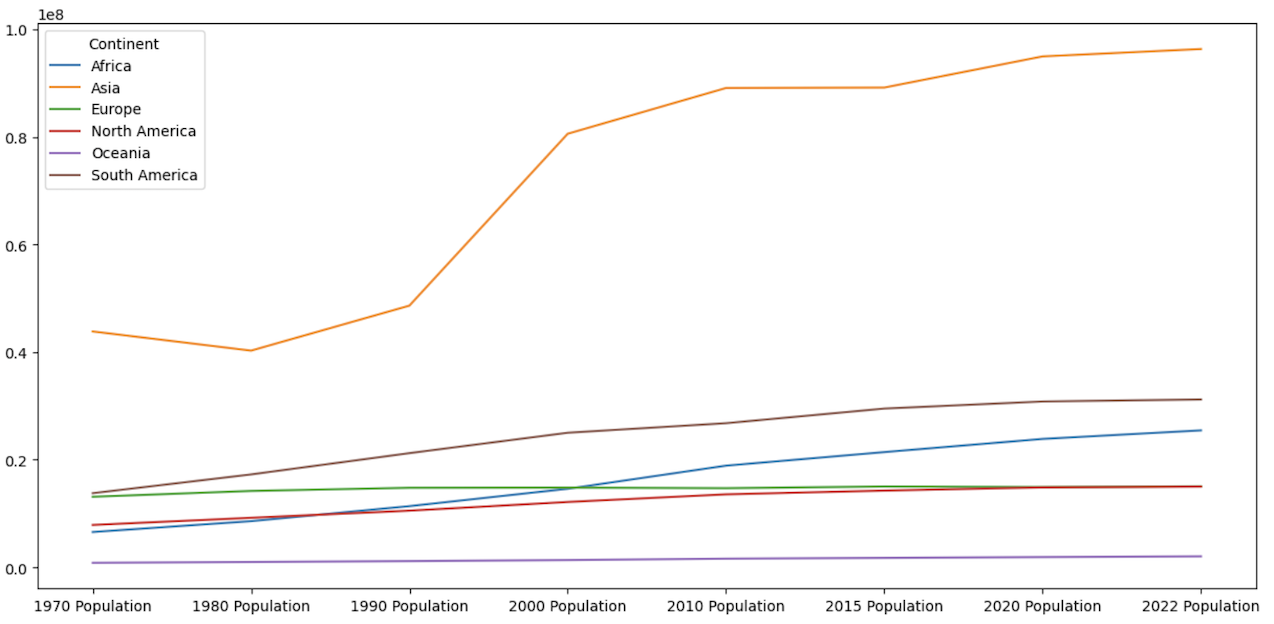 1e8
1.0
0.8
0.6
0.4
0.2
0.0
Continent
Africa
Asia
Europe
North America
Oceania
South America
1970 Population 1980 Population 1990 Population 2000 Population 2010 Population 2015 Population 2020 Population 2022 Population